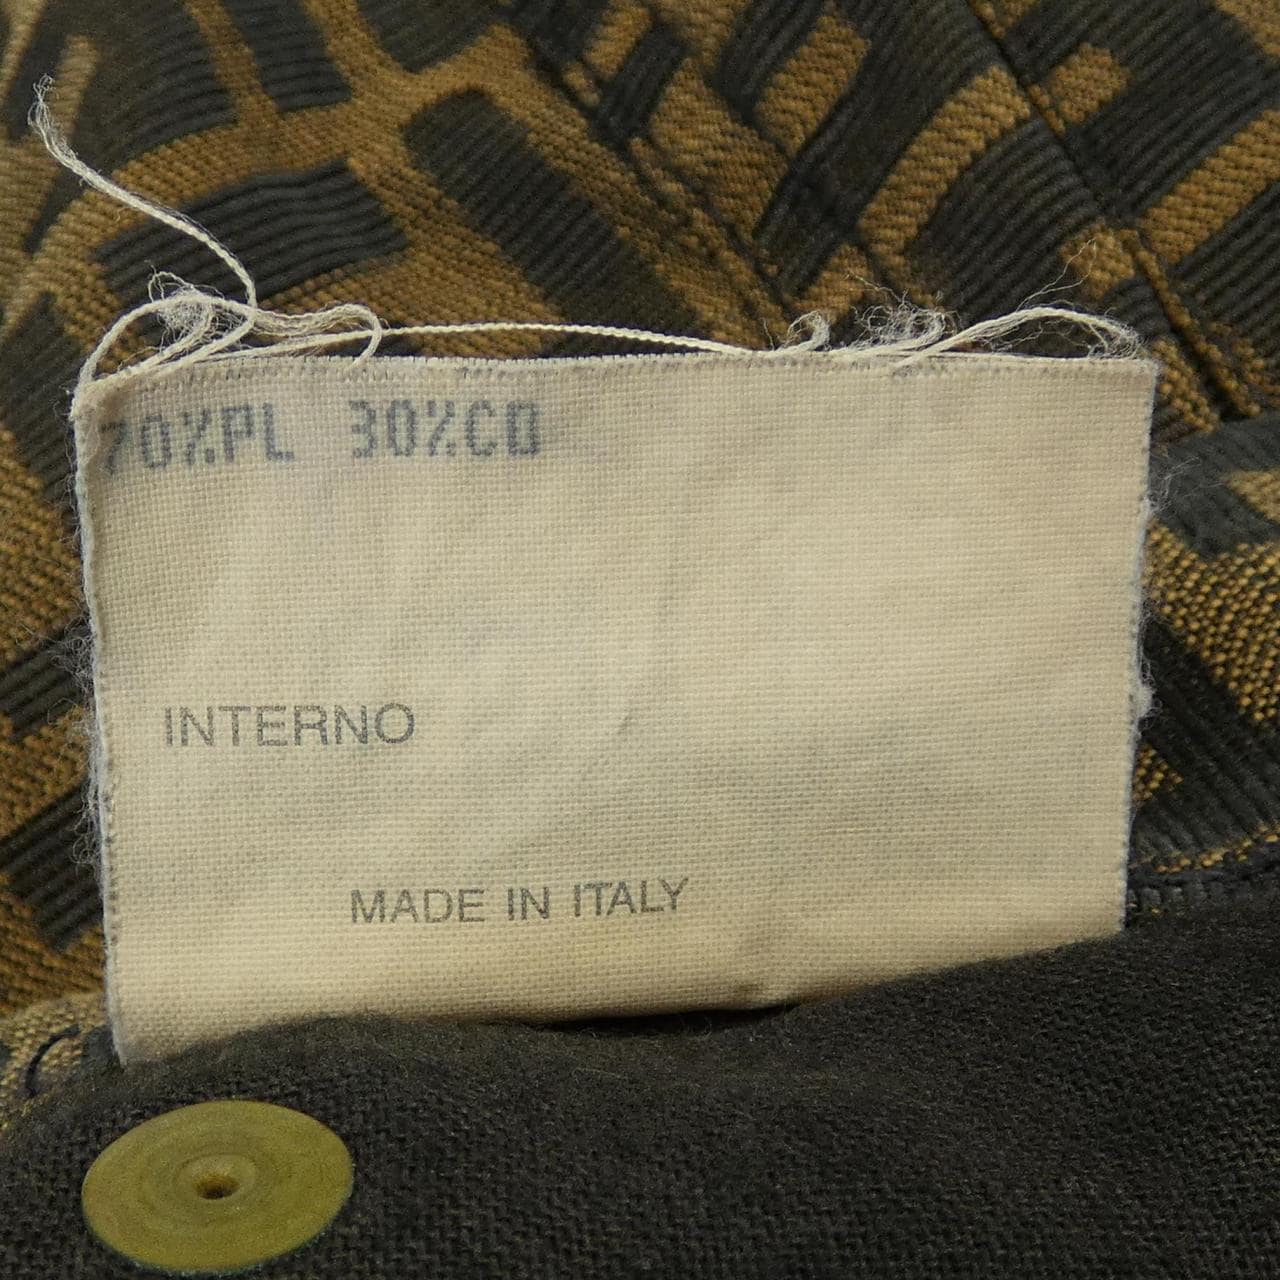 70%PL 30%CO
INTERNO
MADE IN ITALY